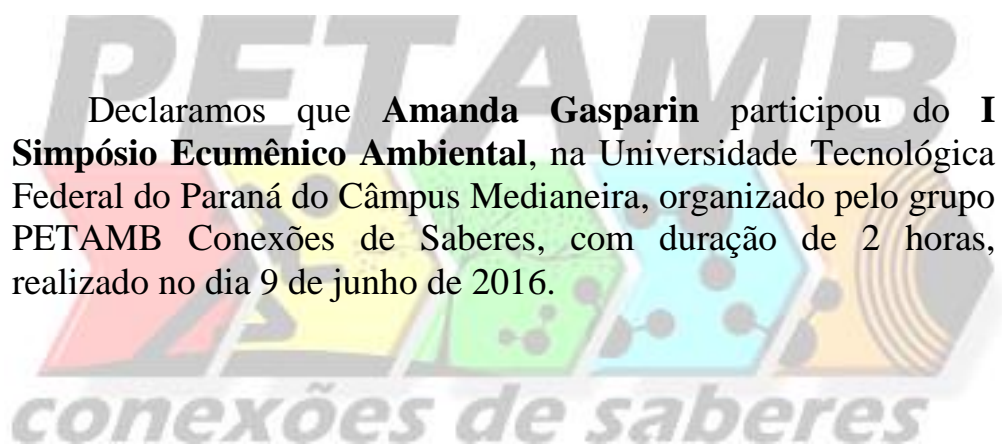 PETAMB
Declaramos que Amanda Gasparin participou do I
Simpósio Ecumênico Ambiental, na Universidade Tecnológica
Federal do Paraná do Câmpus Medianeira, organizado pelo grupo
PETAMB Conexões de Saberes, com duração de 2 horas,
realizado no dia 9 de junho de 2016.
conexões de saberes